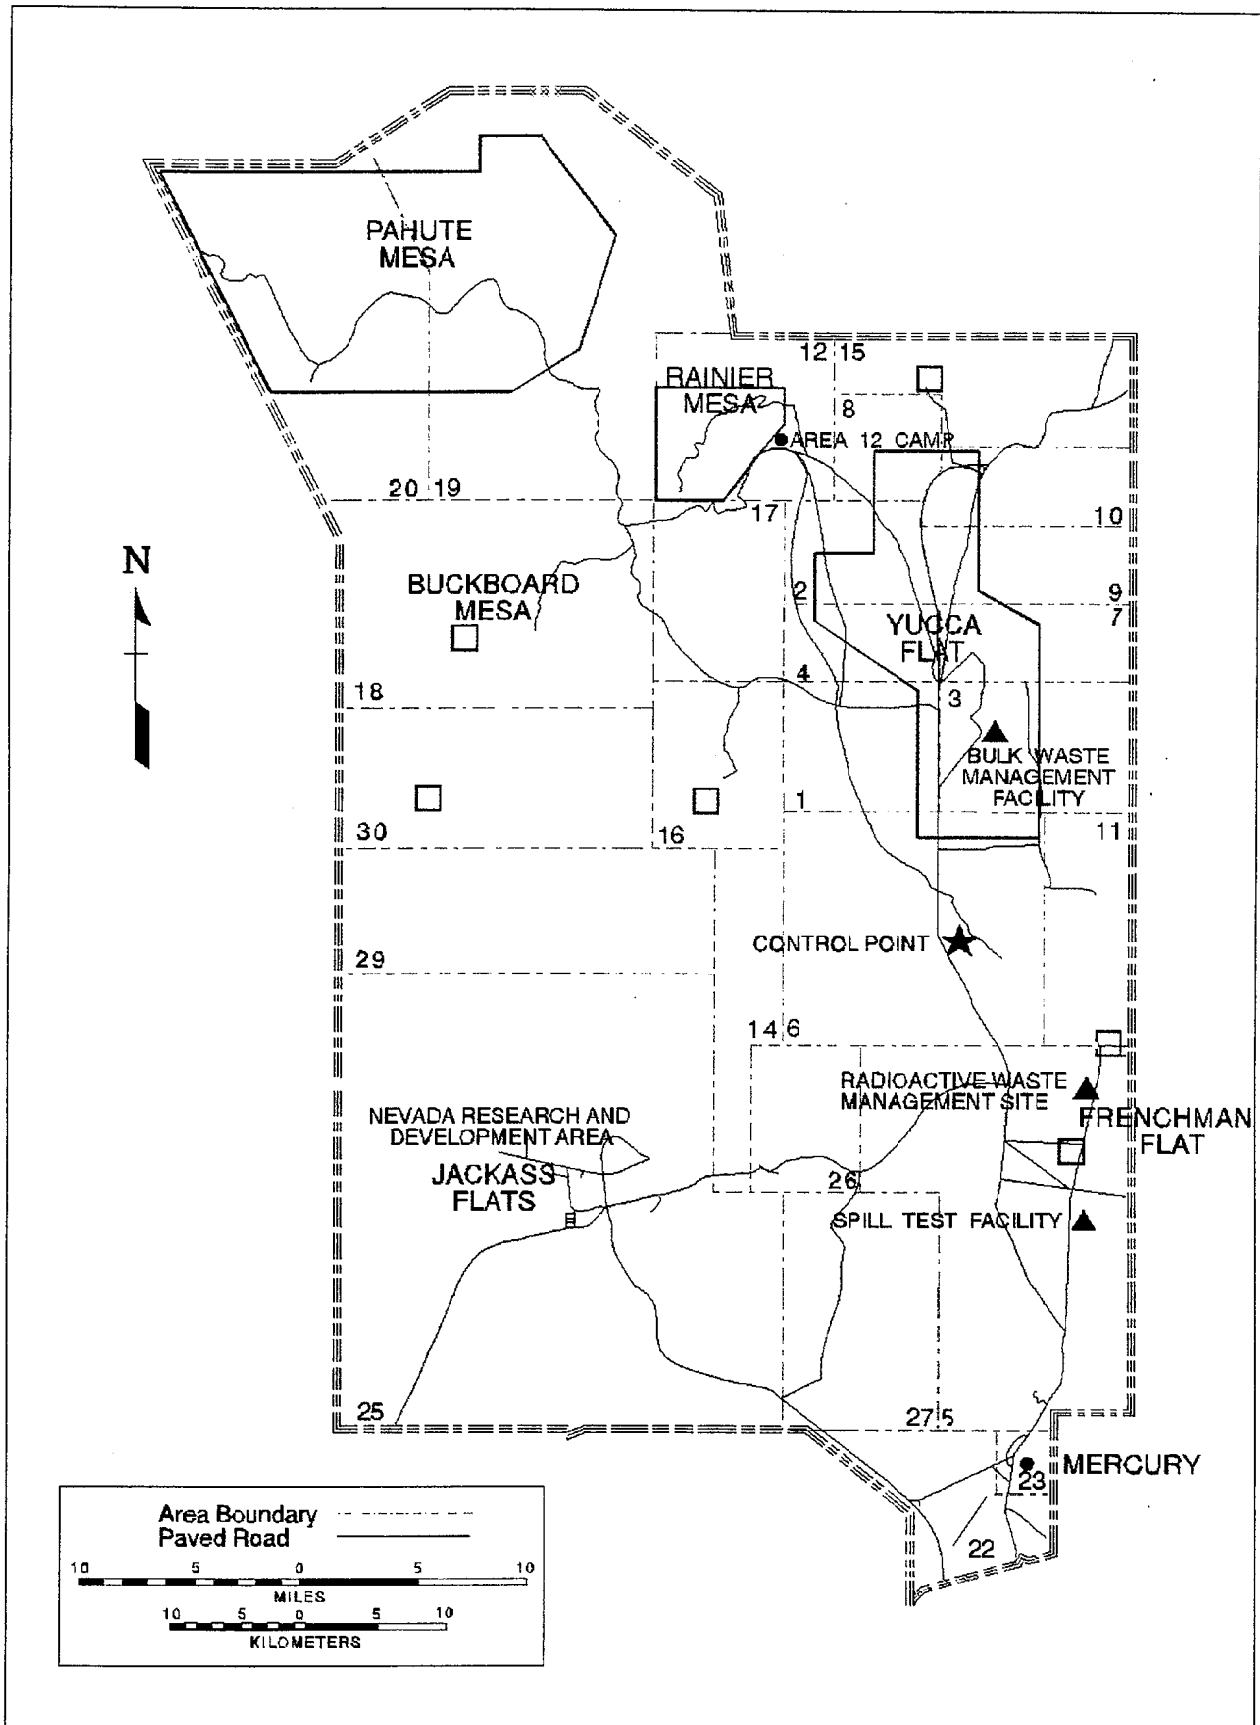 PAHUTE
MESA
12 15
RAINIER
MESA
8
AREA 12 CAMP
20 19
17
10
N
BUCKBOARD
MESA
2
9
7
YUCCA
FLAT
4
18
3
BULK WASTE
MANAGEMENT
FACILITY
1
30
16
11
CONTROL POINT
29
14 6
RADIOACTIVE WASTE
MANAGEMENT SITE
NEVADA RESEARCH AND
DEVELOPMENT AREA
FRENCHMAN
FLAT
JACKASS
FLATS
26
SPILL TEST FACILITY
25
27 5
MERCURY
23
22
Area Boundary
Paved Road
10 5 0 5 10
MILES
10 5 0 5 10
KILOMETERS